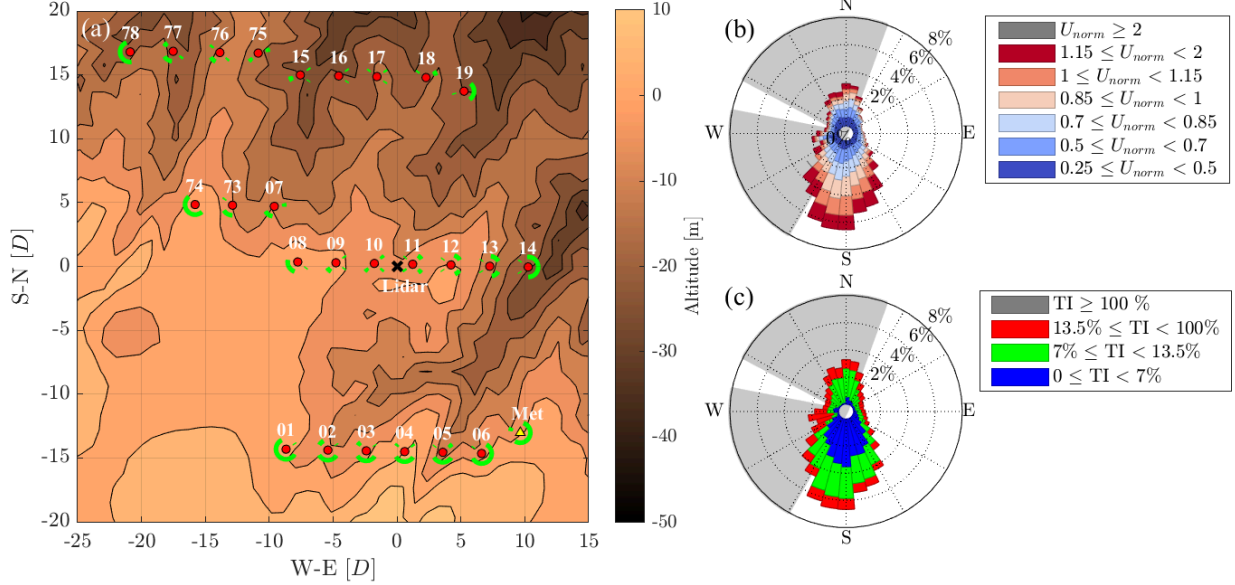 (a)
78 77 76 75 15 16 17 18 19
74 73 07
08 09 10 11 12 13 14
Lidar
01 02 03 04 05 06 Met
20
15
10
5
0
-5
-10
-15
20
-25 -20 -15 -10 -5 0 5 10 15
W-E [D]
S-N [D]
10
0
-10
-20
-30
-40
-50
Altitude [m]
(b)
N
8%
6%
4%
2%
W
E
S
U_norm ≥ 2
1.15 ≤ U_norm < 2
1 ≤ U_norm < 1.15
0.85 ≤ U_norm < 1
0.7 ≤ U_norm < 0.85
0.5 ≤ U_norm < 0.7
0.25 ≤ U_norm < 0.5
(c)
N
8%
6%
4%
2%
W
E
S
TI ≥ 100 %
13.5% ≤ TI < 100%
7% ≤ TI < 13.5%
0 ≤ TI < 7%